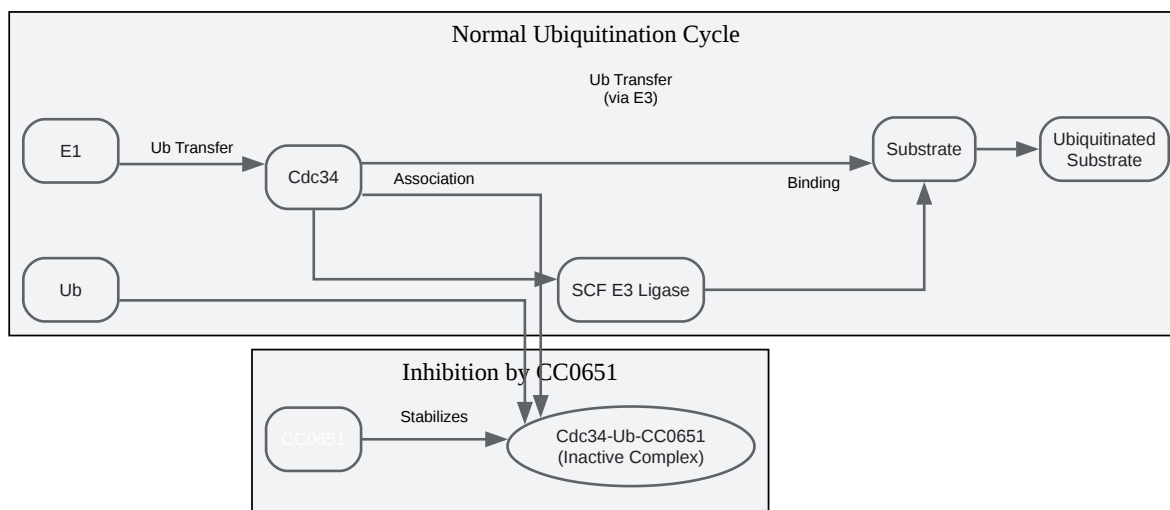 Normal Ubiquitination Cycle
Ub Transfer
(via E3)
E1
Ub Transfer
Cdc34
Association
Binding
Substrate
Ubiquitinated
Substrate
Ub
SCF E3 Ligase
Inhibition by CC0651
CC0651
Stabilizes
Cdc34-Ub-CC0651
(Inactive Complex)